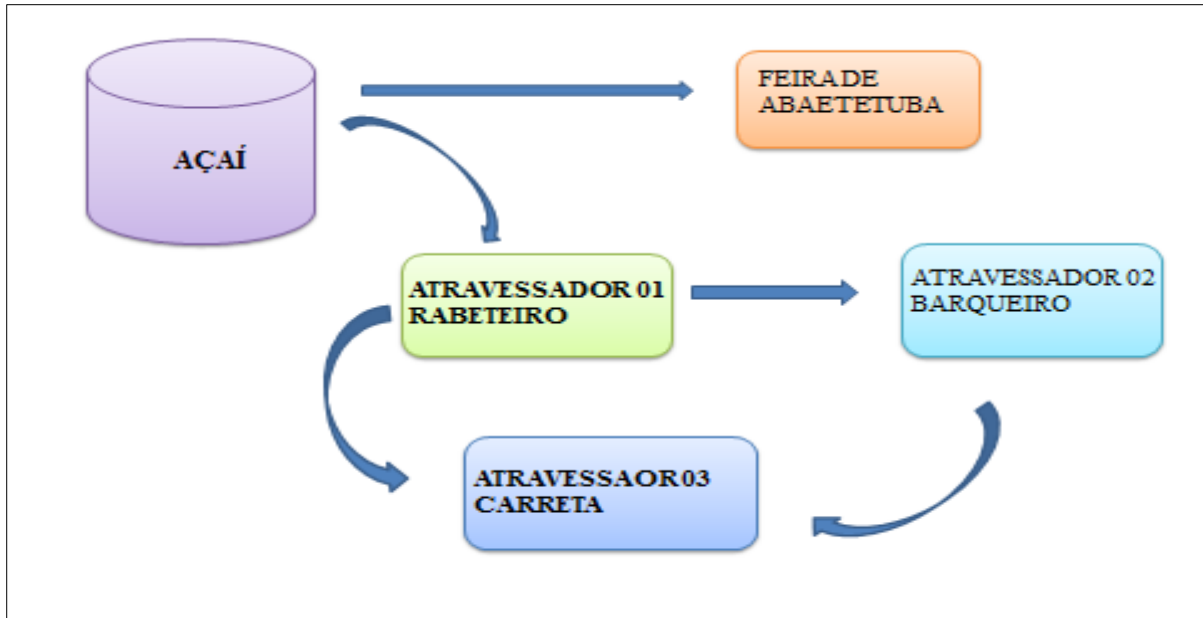 AÇAÍ
FEIRA DE
ABAETETUBA
ATRAVESSADOR 01
RABETEIRO
ATRAVESSADOR 02
BARQUEIRO
ATRAVESSAOR 03
CARRETA